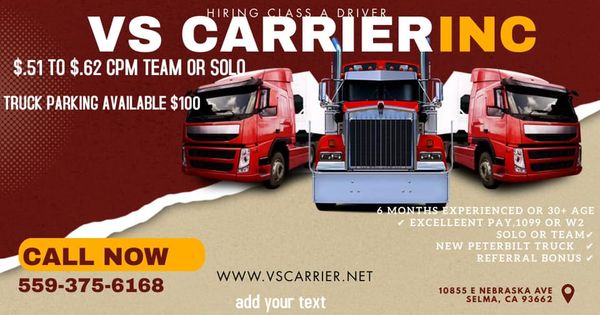 HIRING CLASS A DRIVER
VS CARRIER INC
$.51 TO $.62 CPM TEAM OR SOLO
TRUCK PARKING AVAILABLE $100
6 MONTHS EXPERIENCED OR 30+ AGE
✓ EXCELLEENT PAY,1099 OR W2
SOLO OR TEAM ✓
NEW PETERBILT TRUCK ✓
REFERRAL BONUS ✓
CALL NOW
559-375-6168
WWW.VSCARRIER.NET
add your text
10855 E NEBRASKA AVE
SELMA, CA 93662